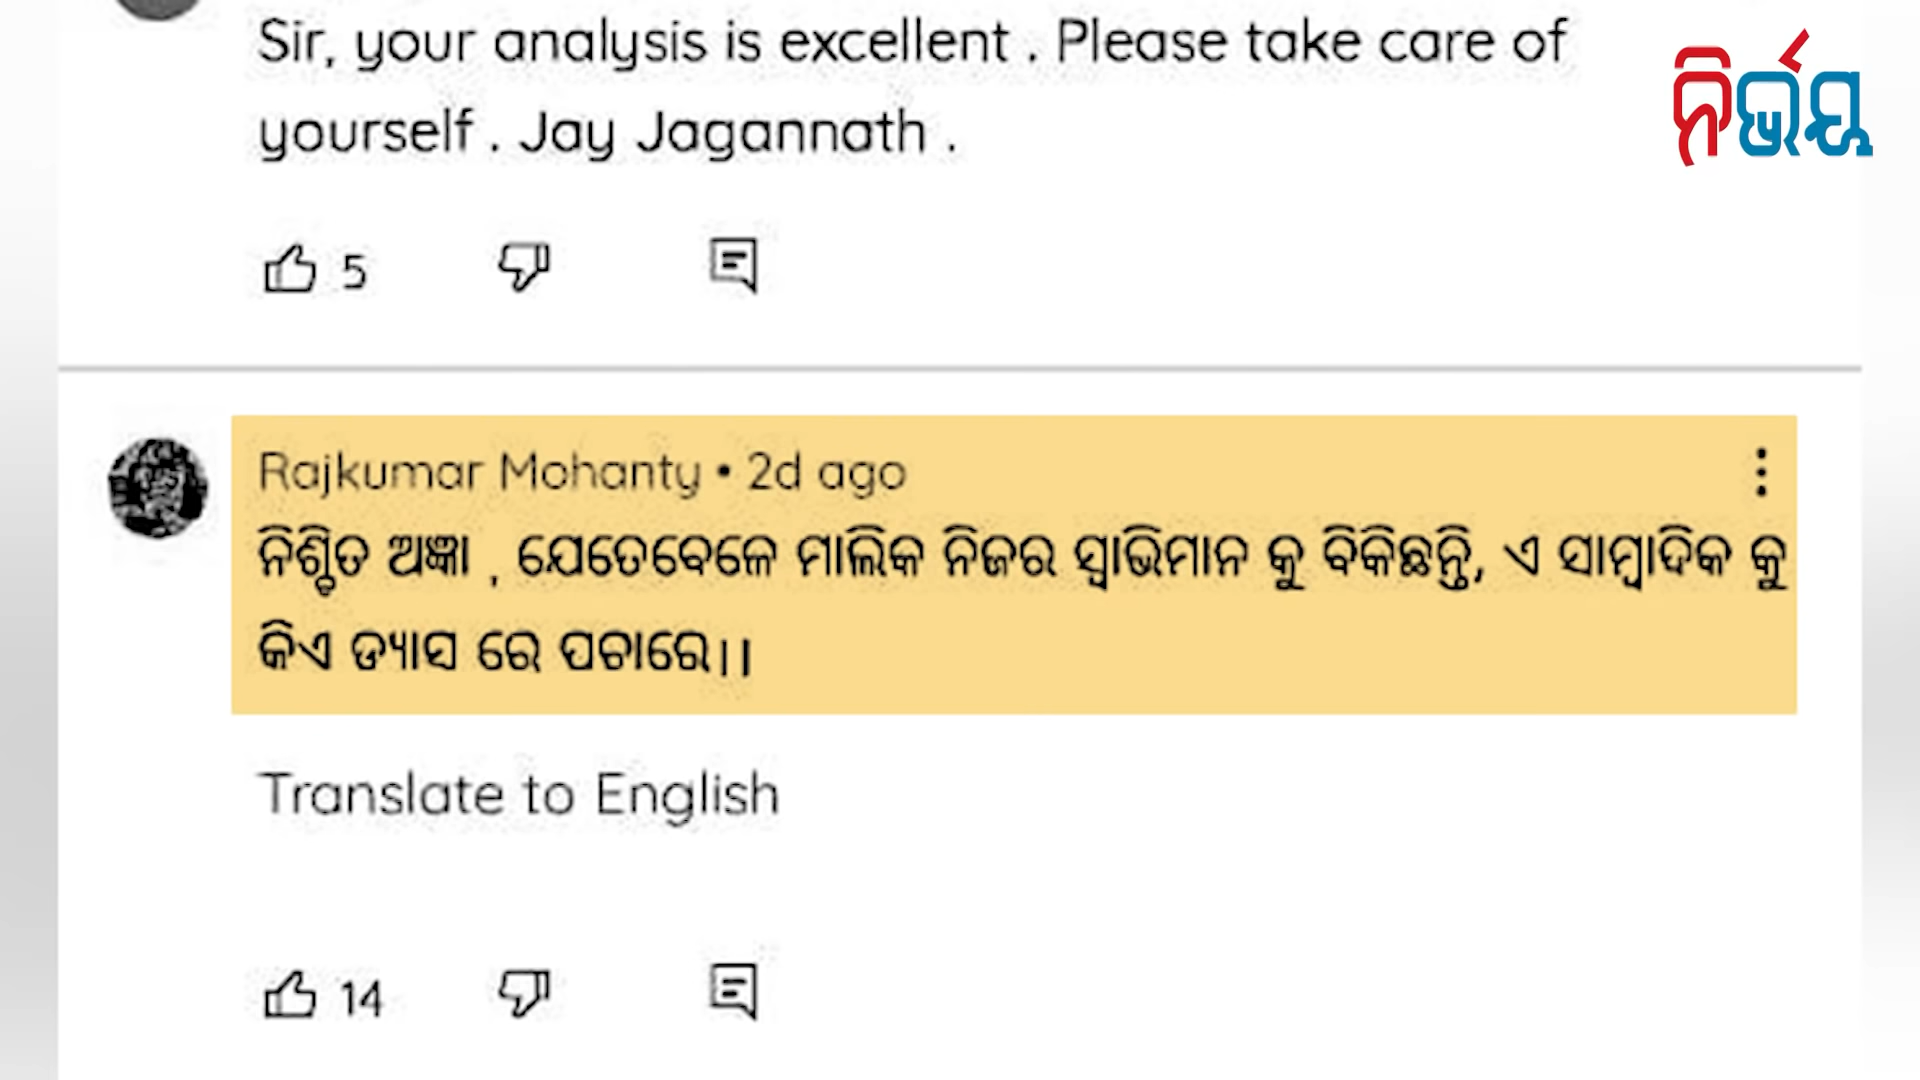 Sir, your analysis is excellent . Please take care of
yourself . Jay Jagannath .
ନିର୍ଭୟ
5
Rajkumar Mohanty • 2d ago
ନିଶ୍ଚିତ ଅଜ୍ଞା , ଯେତେବେଳେ ମାଲିକ ନିଜର ସ୍ୱାଭିମାନ କୁ ବିକିଛନ୍ତି, ଏ ସାମ୍ବାଦିକ କୁ
କିଏ ଡ୍ୟାସ ରେ ପଚାରେ।।
Translate to English
14